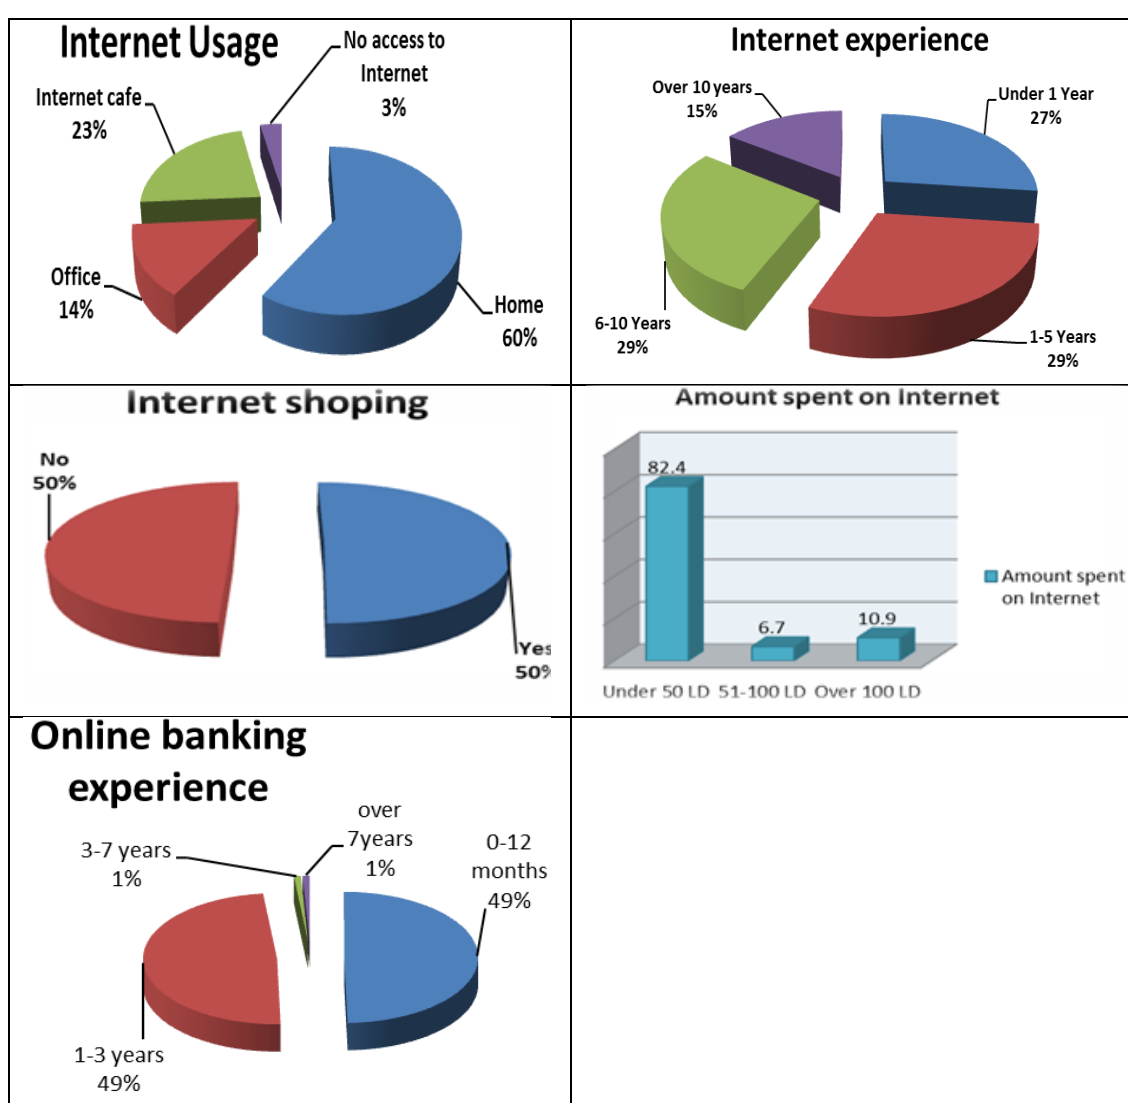 Internet Usage
No access to
Internet
3%
Internet cafe
23%
Office
14%
Home
60%
Internet experience
Over 10 years
15%
Under 1 Year
27%
6-10 Years
29%
1-5 Years
29%
Internet shoping
No
50%
Yes
50%
Amount spent on Internet
82.4
6.7
10.9
Under 50 LD 51-100 LD Over 100 LD
Amount spent
on Internet
Online banking
experience
over
7years
1%
3-7 years
1%
0-12
months
49%
1-3 years
49%